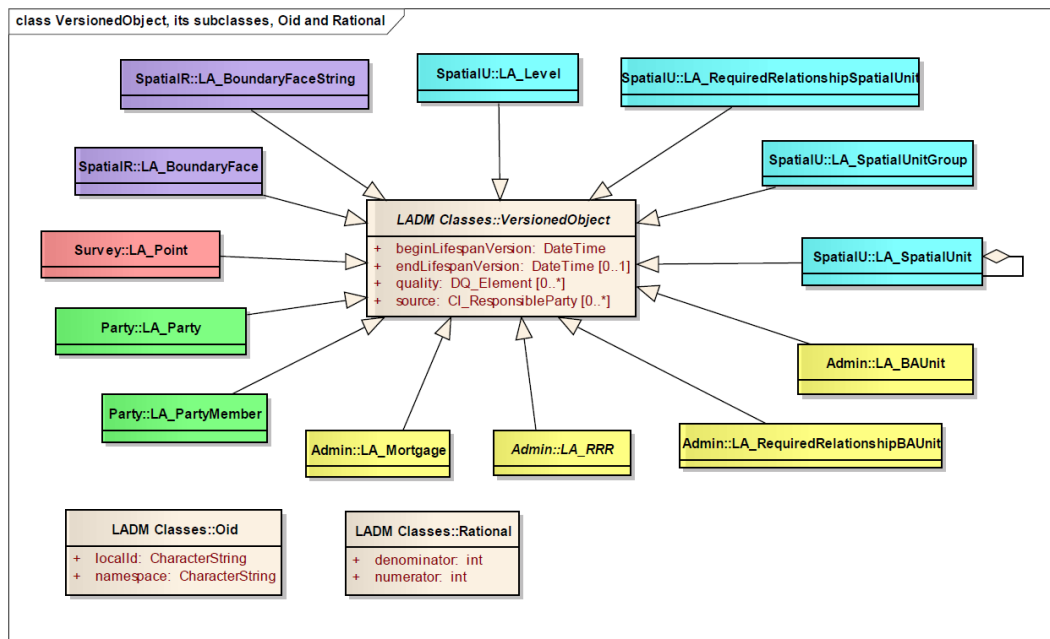 class VersionedObject, its subclasses, Oid and Rational
SpatialR::LA_BoundaryFaceString
SpatialU::LA_Level
SpatialU::LA_RequiredRelationshipSpatialUnit
SpatialR::LA_BoundaryFace
SpatialU::LA_SpatialUnitGroup
LADM Classes::VersionedObject
+ beginLifespanVersion: DateTime
+ endLifespanVersion: DateTime [0..1]
+ quality: DQ_Element [0..*]
+ source: CI_ResponsibleParty [0..*]
Survey::LA_Point
SpatialU::LA_SpatialUnit
Party::LA_Party
Admin::LA_BAUnit
Party::LA_PartyMember
Admin::LA_Mortgage
Admin::LA_RRR
Admin::LA_RequiredRelationshipBAUnit
LADM Classes::Oid
+ localId: CharacterString
+ namespace: CharacterString
LADM Classes::Rational
+ denominator: int
+ numerator: int